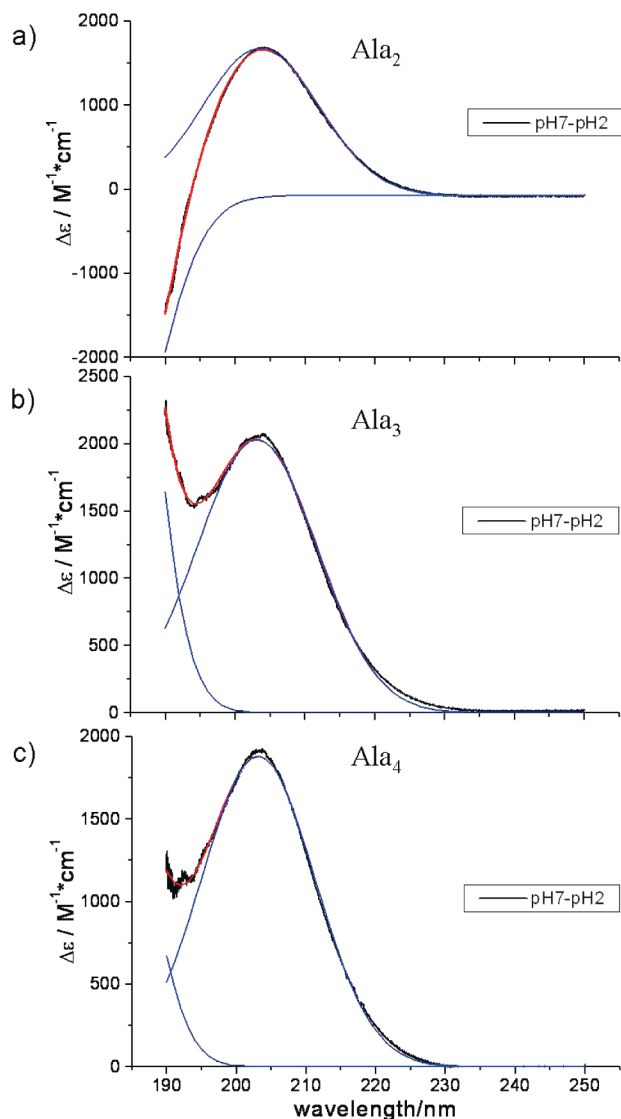 a)
Ala₂
2000
1000
0
-1000
-2000
Δε / M⁻¹*cm⁻¹
pH7-pH2
b)
Ala₃
2500
2000
1500
1000
500
0
Δε / M⁻¹*cm⁻¹
pH7-pH2
c)
Ala₄
2000
1500
1000
500
0
Δε / M⁻¹*cm⁻¹
pH7-pH2
190 200 210 220 230 240 250
wavelength/nm